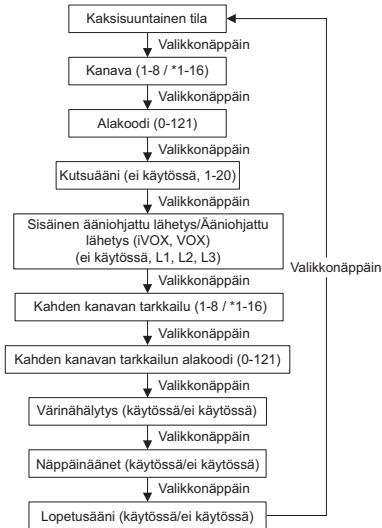 Kaksisuuntainen tila
Valikkonäppäin
Kanava (1-8 / *1-16)
Valikkonäppäin
Alakoodi (0-121)
Valikkonäppäin
Kutsuääni (ei käytössä, 1-20)
Valikkonäppäin
Sisäinen ääniohjattu lähetys/Ääniohjattu
lähetys (iVOX, VOX)
(ei käytössä, L1, L2, L3)
Valikkonäppäin
Valikkonäppäin
Kahden kanavan tarkkailu (1-8 / *1-16)
Valikkonäppäin
Kahden kanavan tarkkailun alakoodi (0-121)
Valikkonäppäin
Värinähälytys (käytössä/ei käytössä)
Valikkonäppäin
Näppäinäänet (käytössä/ei käytössä)
Valikkonäppäin
Lopetusääni (käytössä/ei käytössä)